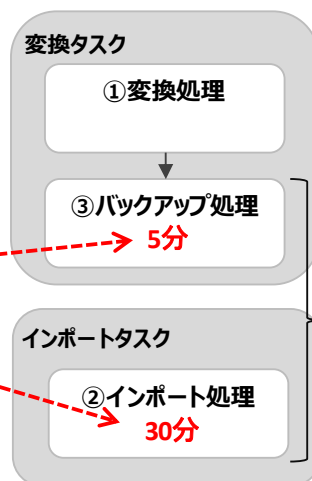 変換タスク
①変換処理
③バックアップ処理
5分
インポートタスク
②インポート処理
30分